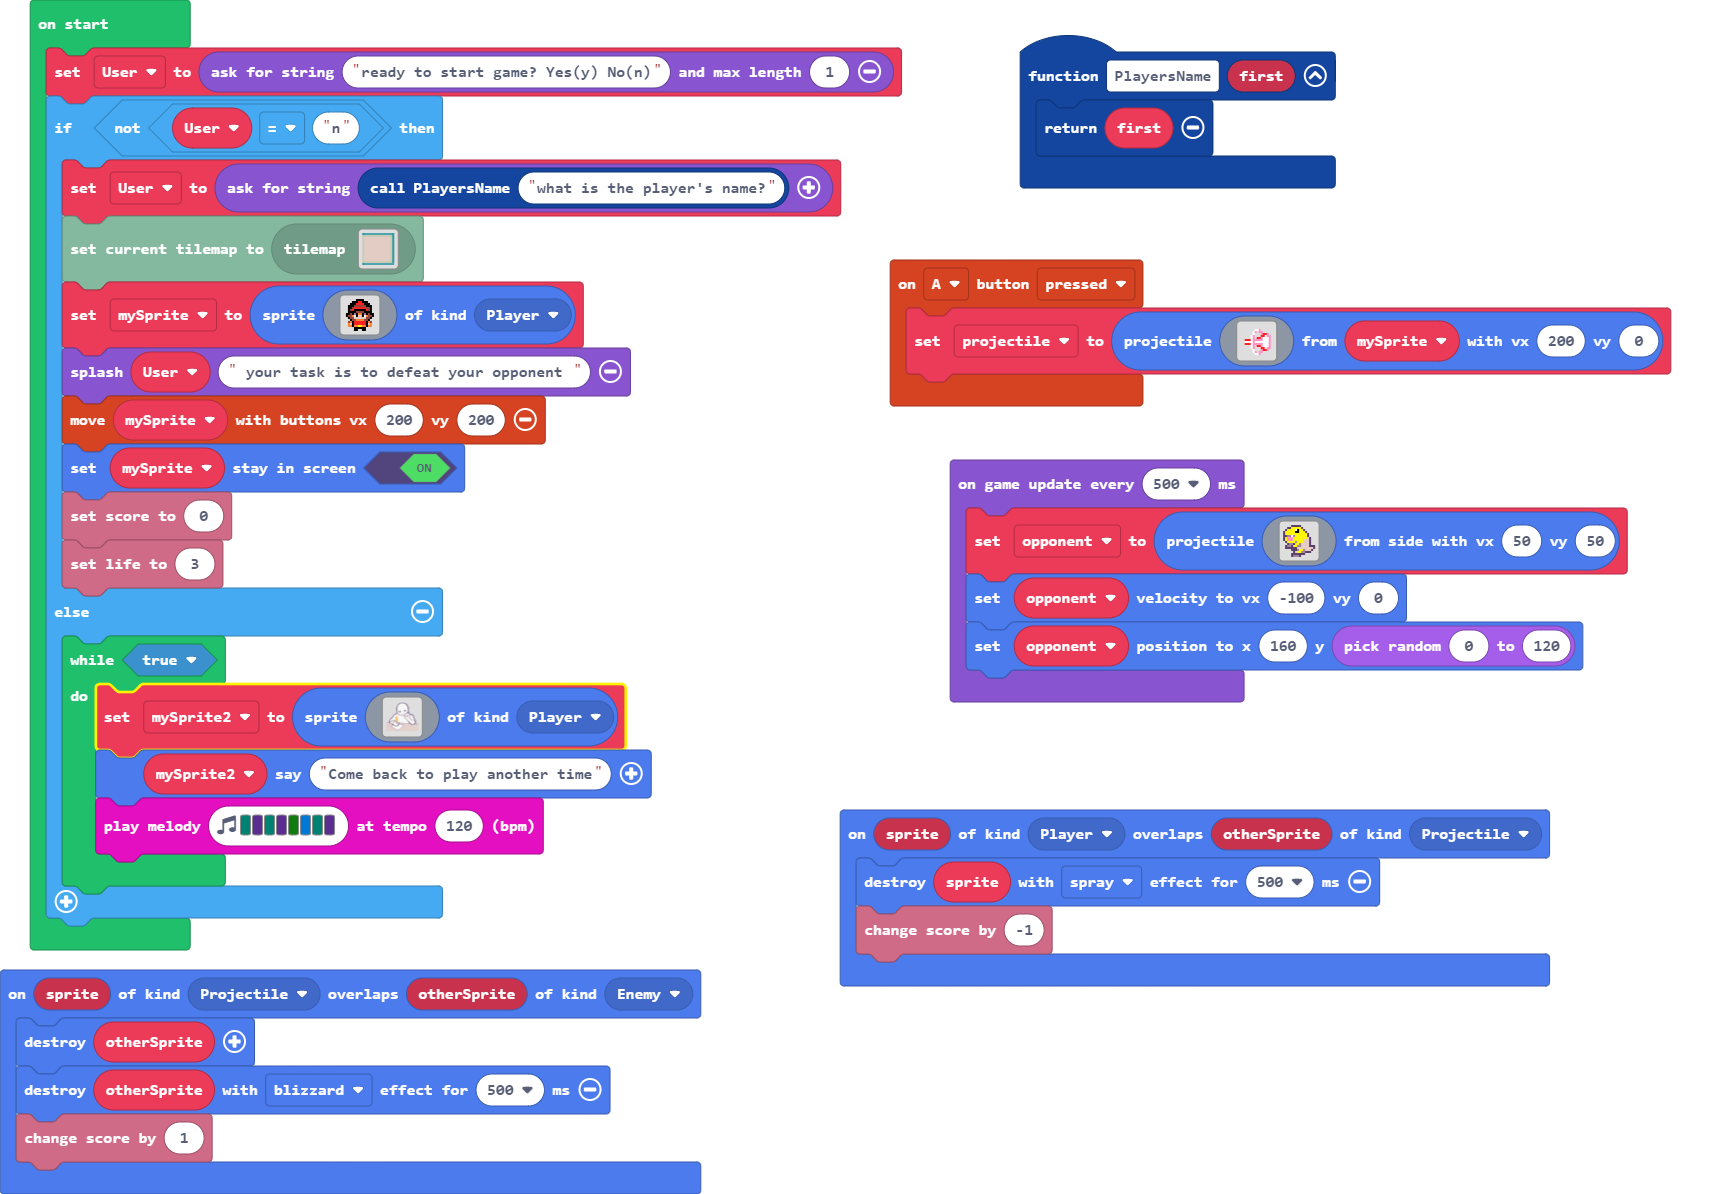 on start
set User to ask for string "ready to start game? Yes(y) No(n)" and max length 1
if not User = "n" then
set User to ask for string call PlayersName "what is the player's name?"
set current tilemap to tilemap
set mySprite to sprite of kind Player
splash User " your task is to defeat your opponent "
move mySprite with buttons vx 200 vy 200
set mySprite stay in screen ON
set score to 0
set life to 3
else
while true
do
set mySprite2 to sprite of kind Player
mySprite2 say "Come back to play another time"
play melody at tempo 120 (bpm)
on sprite of kind Projectile overlaps otherSprite of kind Enemy
destroy otherSprite
destroy otherSprite with blizzard effect for 500 ms
change score by 1
function PlayersName first
return first
on A button pressed
set projectile to projectile from mySprite with vx 200 vy 0
on game update every 500 ms
set opponent to projectile from side with vx 50 vy 50
set opponent velocity to vx -100 vy 0
set opponent position to x 160 y pick random 0 to 120
on sprite of kind Player overlaps otherSprite of kind Projectile
destroy sprite with spray effect for 500 ms
change score by -1